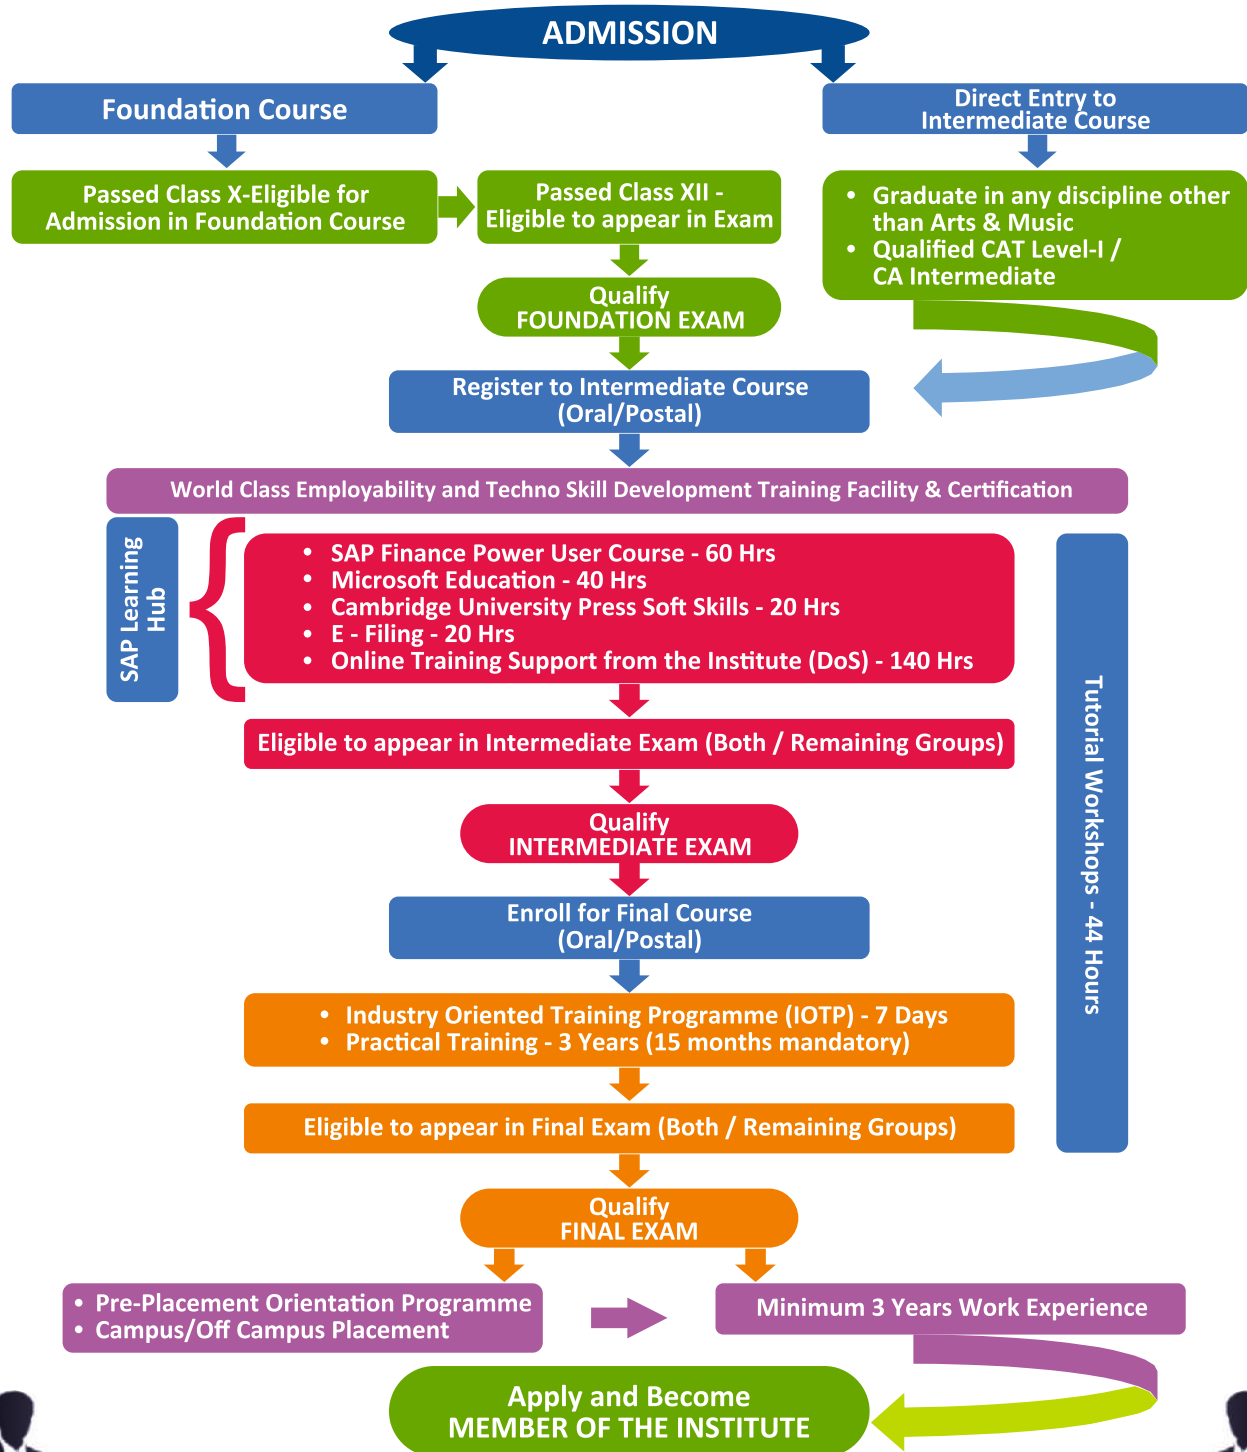 ADMISSION
Foundation Course
Direct Entry to
Intermediate Course
Passed Class X-Eligible for
Admission in Foundation Course
Passed Class XII -
Eligible to appear in Exam
• Graduate in any discipline other
than Arts & Music
• Qualified CAT Level-I /
CA Intermediate
Qualify
FOUNDATION EXAM
Register to Intermediate Course
(Oral/Postal)
World Class Employability and Techno Skill Development Training Facility & Certification
SAP Learning
Hub
• SAP Finance Power User Course - 60 Hrs
• Microsoft Education - 40 Hrs
• Cambridge University Press Soft Skills - 20 Hrs
• E - Filing - 20 Hrs
• Online Training Support from the Institute (DoS) - 140 Hrs
Tutorial Workshops - 44 Hours
Eligible to appear in Intermediate Exam (Both / Remaining Groups)
Qualify
INTERMEDIATE EXAM
Enroll for Final Course
(Oral/Postal)
• Industry Oriented Training Programme (IOTP) - 7 Days
• Practical Training - 3 Years (15 months mandatory)
Eligible to appear in Final Exam (Both / Remaining Groups)
Qualify
FINAL EXAM
• Pre-Placement Orientation Programme
• Campus/Off Campus Placement
Minimum 3 Years Work Experience
Apply and Become
MEMBER OF THE INSTITUTE